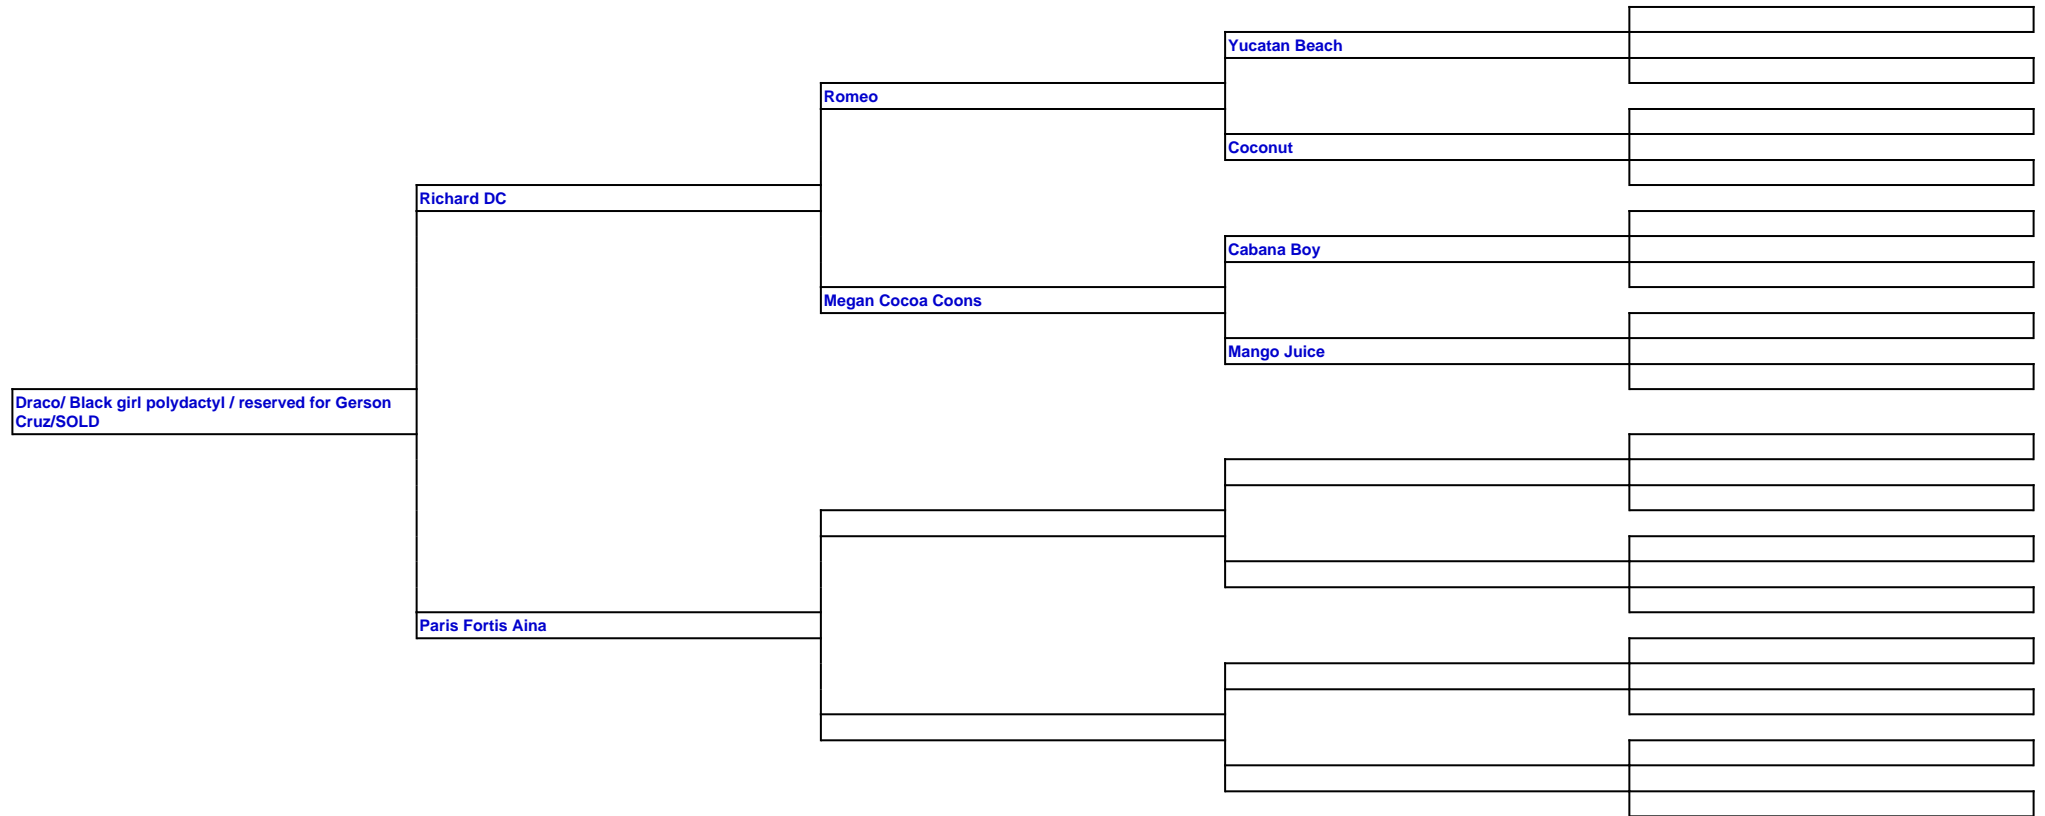 Yucatan Beach
Romeo
Coconut
Richard DC
Cabana Boy
Megan Cocoa Coons
Mango Juice
Draco/ Black girl polydactyl / reserved for Gerson
Cruz/SOLD
Paris Fortis Aina